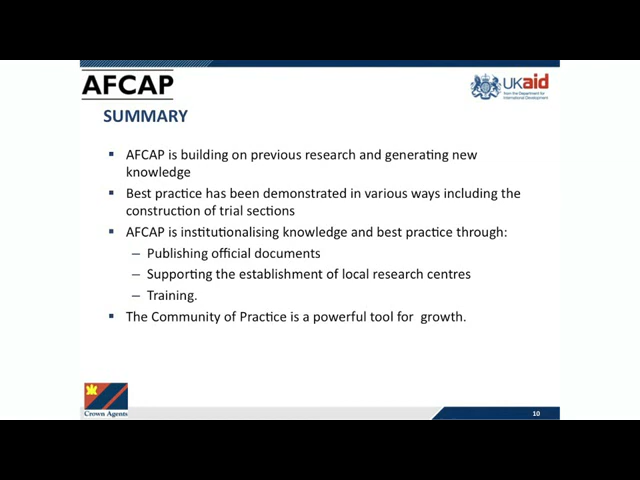 AFCAP
UKaid
from the Department for
International Development
SUMMARY
▪ AFCAP is building on previous research and generating new
knowledge
▪ Best practice has been demonstrated in various ways including the
construction of trial sections
▪ AFCAP is institutionalising knowledge and best practice through:
– Publishing official documents
– Supporting the establishment of local research centres
– Training.
▪ The Community of Practice is a powerful tool for growth.
Crown Agents
10